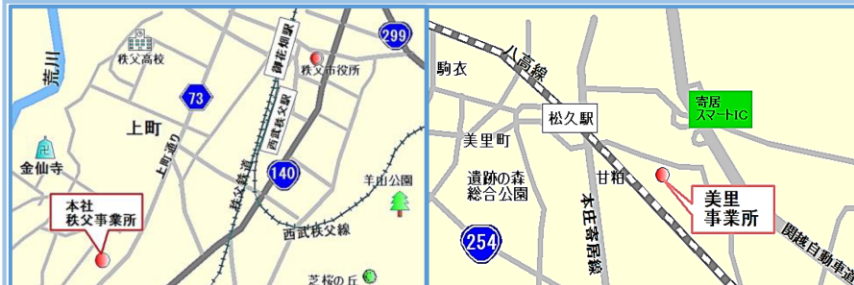 荒川
秩父高校
73
上町
上町通り
金仙寺
本社
秩父事業所
御花畑駅
西武秩父駅
秩父鉄道
299
秩父市役所
140
羊山公園
西武秩父線
芝桜の丘
八高線
駒衣
松久駅
寄居
スマートIC
美里町
遺跡の森
総合公園
甘粕
美里
事業所
本庄寄居線
254
関越自動車道